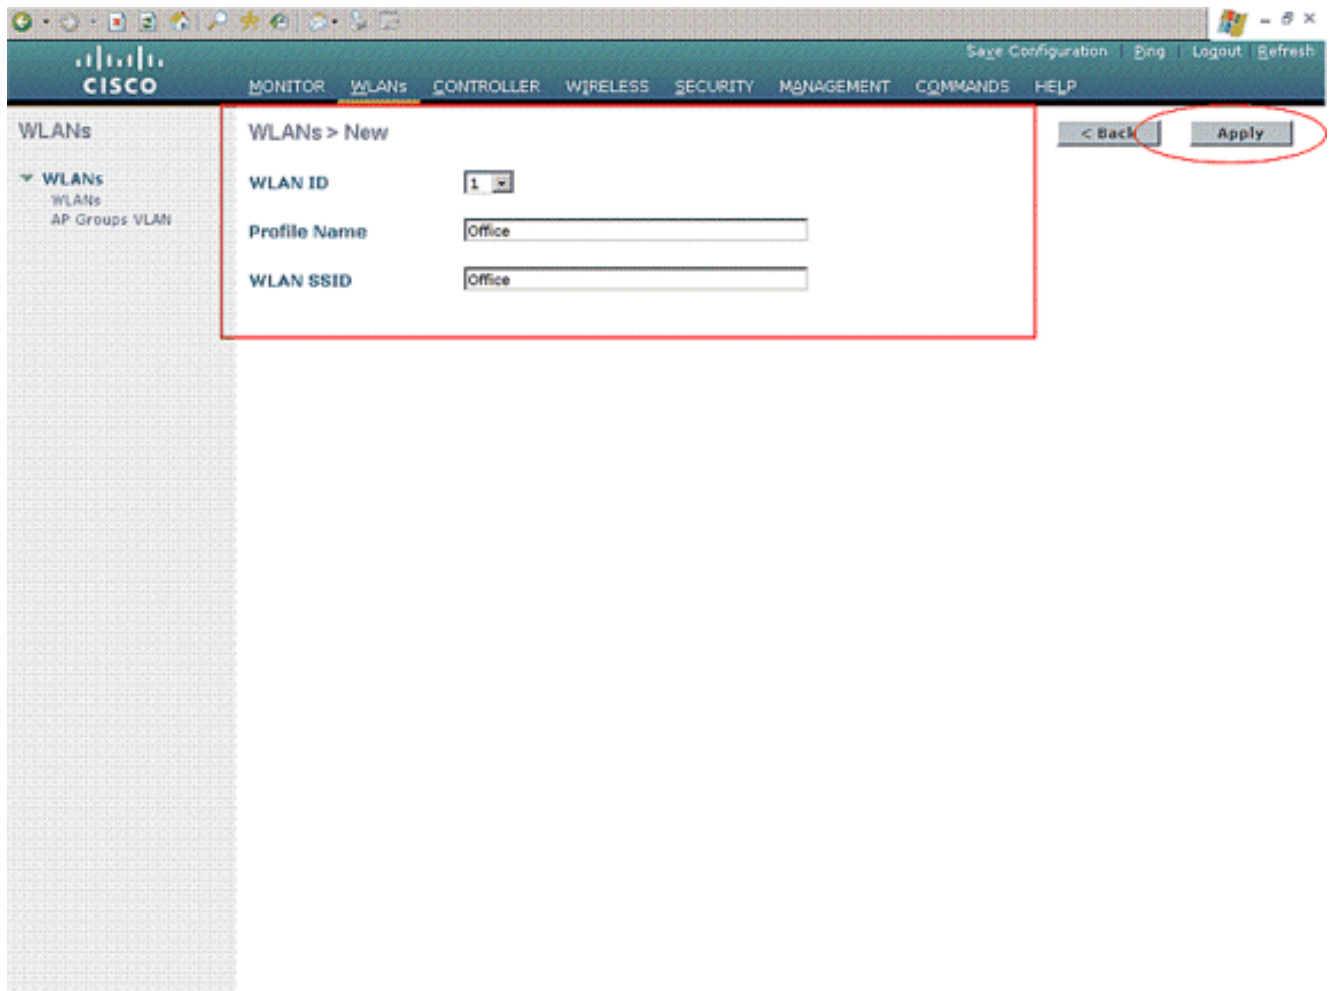 Save Configuration | Ping | Logout | Refresh
CISCO
MONITOR WLANs CONTROLLER WIRELESS SECURITY MANAGEMENT COMMANDS HELP
WLANs
WLANs
WLANs
AP Groups VLAN
WLANs > New
< Back
Apply
WLAN ID
1
Profile Name
Office
WLAN SSID
Office